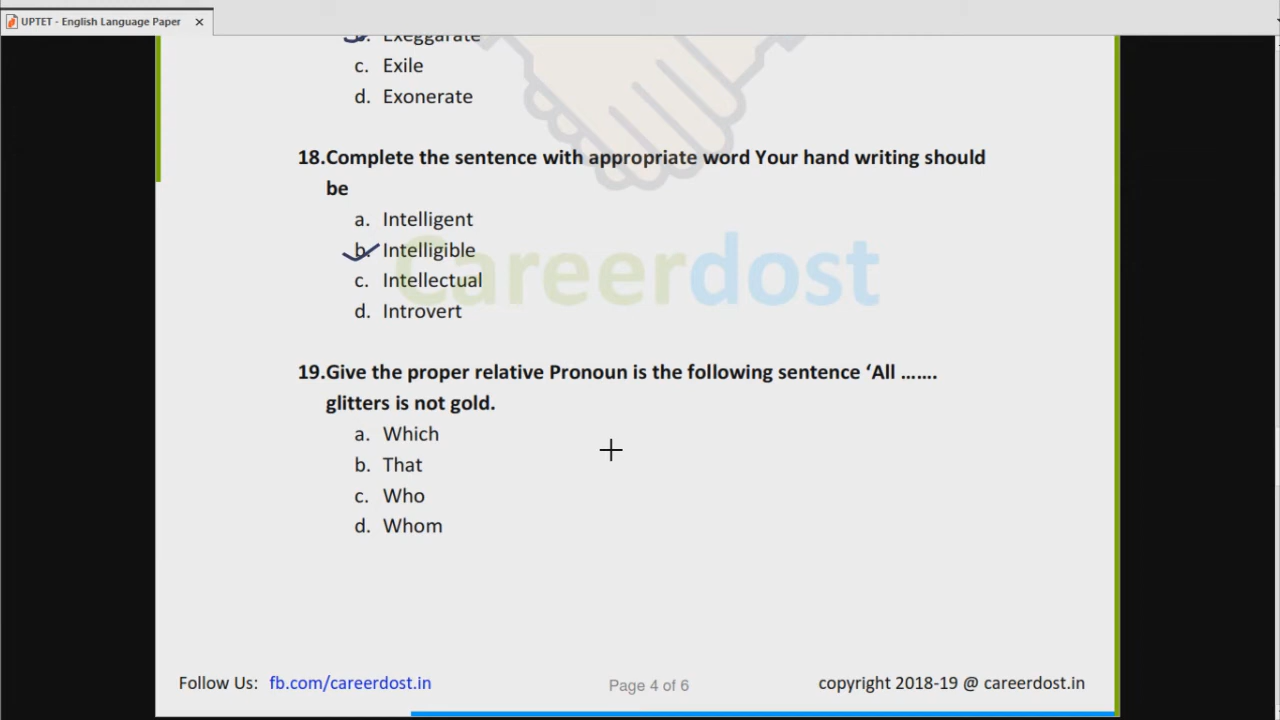 UPTET - English Language Paper
Exeggarate
c. Exile
d. Exonerate
18.Complete the sentence with appropriate word Your hand writing should
be
a. Intelligent
b. Intelligible
c. Intellectual
d. Introvert
Careerdost
19.Give the proper relative Pronoun is the following sentence ‘All …….
glitters is not gold.
a. Which
b. That
c. Who
d. Whom
Follow Us: fb.com/careerdost.in Page 4 of 6 copyright 2018-19 @ careerdost.in